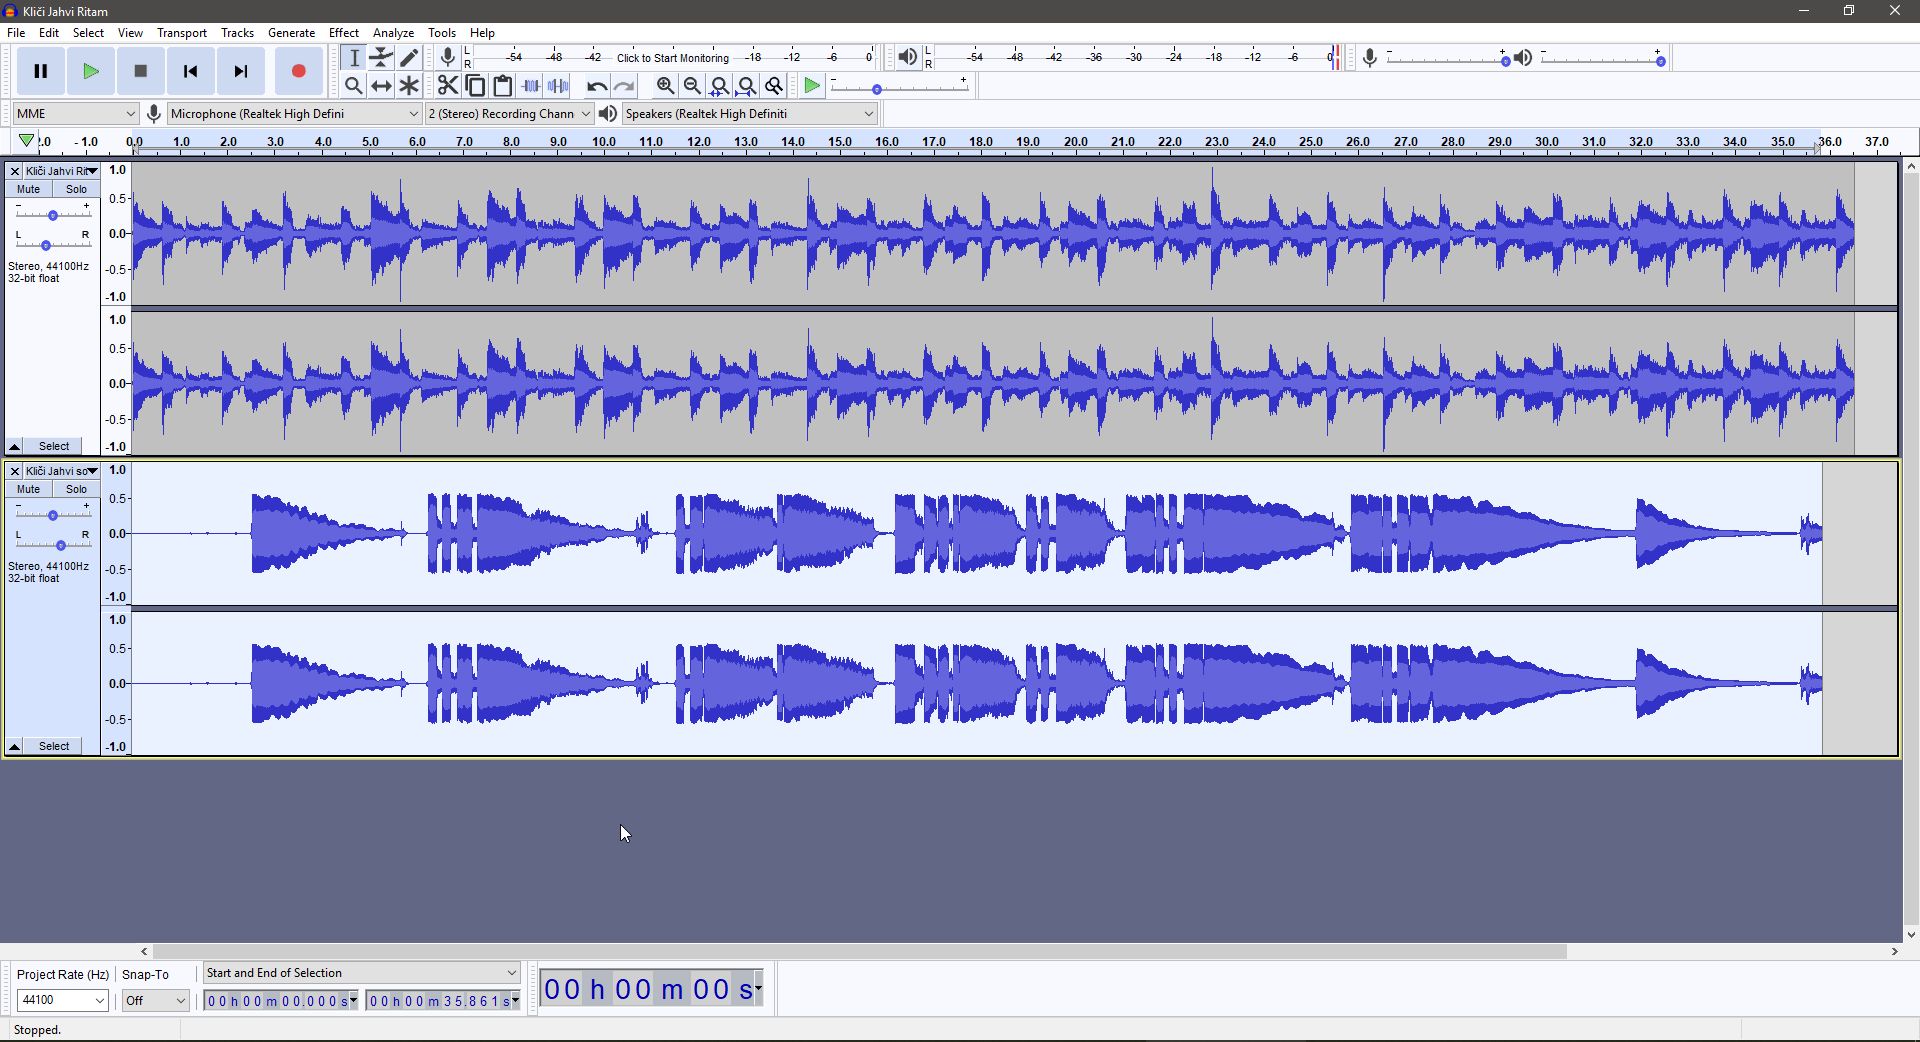 Kliči Jahvi Ritam
File Edit Select View Transport Tracks Generate Effect Analyze Tools Help
L R -54 -48 -42 Click to Start Monitoring -18 -12 -6 0 L R -54 -48 -42 -36 -30 -24 -18 -12 -6 0 - + - +
- +
MME Microphone (Realtek High Defini 2 (Stereo) Recording Chann Speakers (Realtek High Definiti
2.0 - 1.0 0.0 1.0 2.0 3.0 4.0 5.0 6.0 7.0 8.0 9.0 10.0 11.0 12.0 13.0 14.0 15.0 16.0 17.0 18.0 19.0 20.0 21.0 22.0 23.0 24.0 25.0 26.0 27.0 28.0 29.0 30.0 31.0 32.0 33.0 34.0 35.0 36.0 37.0
Kliči Jahvi Rit 1.0
Mute Solo
- + 0.5
L R 0.0
Stereo, 44100Hz -0.5
32-bit float
-1.0
1.0
0.5
0.0
-0.5
Select -1.0
Kliči Jahvi so 1.0
Mute Solo
- + 0.5
L R 0.0
Stereo, 44100Hz -0.5
32-bit float
-1.0
1.0
0.5
0.0
-0.5
Select -1.0
Project Rate (Hz) Snap-To Start and End of Selection
44100 Off 00h00m00.000s 00h00m35.861s 00 h 00 m 00 s
Stopped.